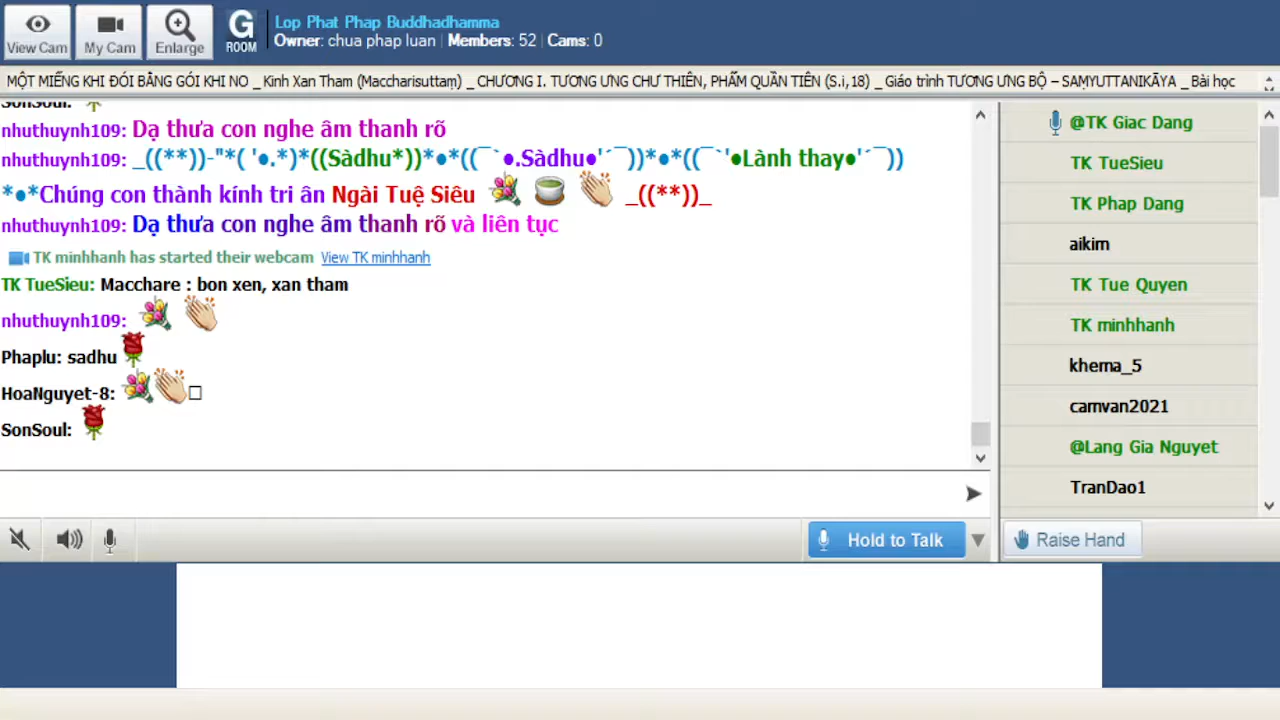 View Cam
My Cam
Enlarge
G
ROOM
Lop Phat Phap Buddhadhamma
Owner: chua phap luan | Members: 52 | Cams: 0
MỘT MIẾNG KHI ĐÓI BẰNG GÓI KHI NO _ Kinh Xan Tham (Maccharisuttaṃ) _ CHƯƠNG I. TƯƠNG ƯNG CHƯ THIÊN, PHẨM QUẦN TIÊN (S.i,18) _ Giáo trình TƯƠNG ƯNG BỘ – SAṂYUTTANIKĀYA _ Bài học
SonSoul:
nhuthuynh109: Dạ thưa con nghe âm thanh rõ
nhuthuynh109: _((**))-"*( '●.*)*((Sàdhu*))*●*((¯`●.Sàdhu●'´¯))*●*((¯`'●Lành thay●'´¯))
*●*Chúng con thành kính tri ân Ngài Tuệ Siêu _((**))_
nhuthuynh109: Dạ thưa con nghe âm thanh rõ và liên tục
TK minhhanh has started their webcam View TK minhhanh
TK TueSieu: Macchare : bon xen, xan tham
nhuthuynh109:
Phaplu: sadhu
HoaNguyet-8:
SonSoul:
@TK Giac Dang
TK TueSieu
TK Phap Dang
aikim
TK Tue Quyen
TK minhhanh
khema_5
camvan2021
@Lang Gia Nguyet
TranDao1
Hold to Talk
Raise Hand